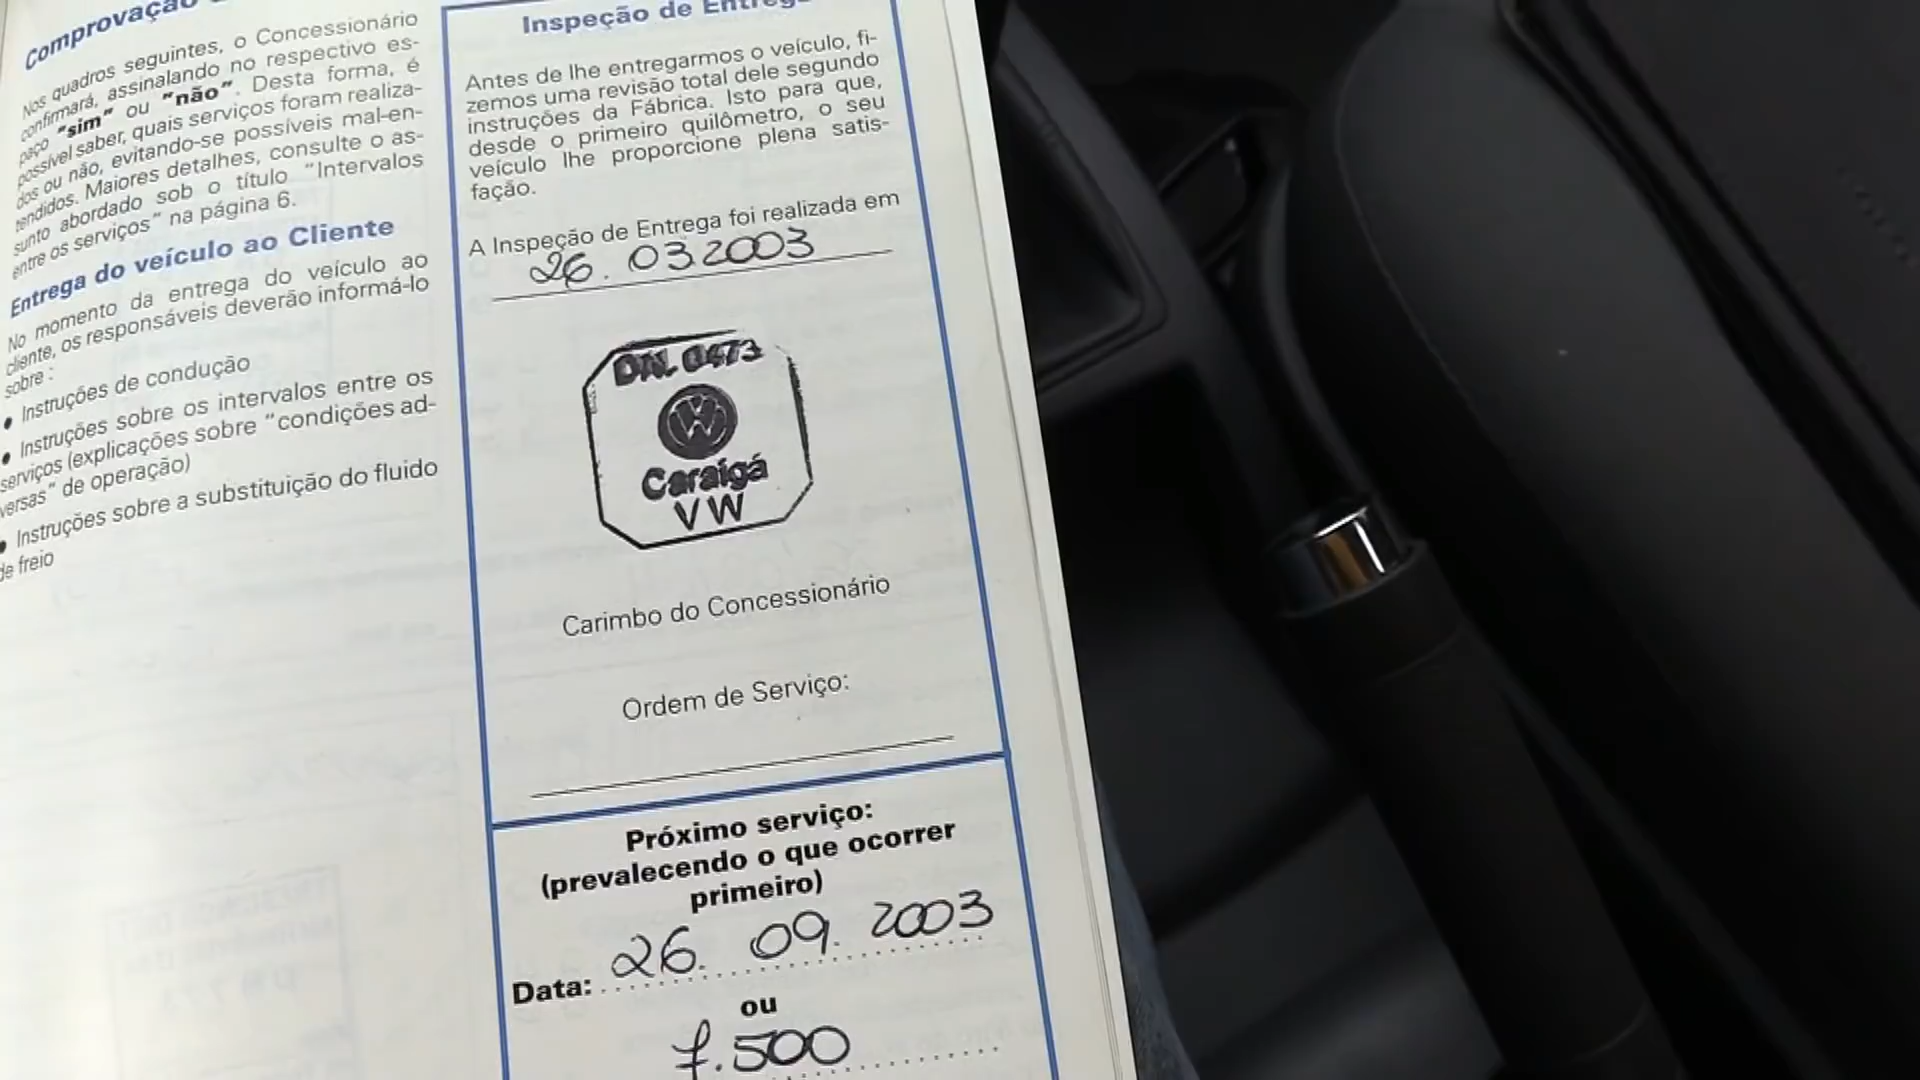 Comprovação
Nos quadros seguintes, o Concessionário
confirmará, assinalando no respectivo es-
paço "sim" ou "não". Desta forma, é
possível saber, quais serviços foram realiza-
dos ou não, evitando-se possíveis mal-en-
tendidos. Maiores detalhes, consulte o as-
sunto abordado sob o título "Intervalos
entre os serviços" na página 6.
Entrega do veículo ao Cliente
No momento da entrega do veículo ao
cliente, os responsáveis deverão informá-lo
sobre :
• Instruções de condução
• Instruções sobre os intervalos entre os
serviços (explicações sobre "condições ad-
versas" de operação)
• Instruções sobre a substituição do fluido
de freio
Inspeção de Entrega
Antes de lhe entregarmos o veículo, fi-
zemos uma revisão total dele segundo
instruções da Fábrica. Isto para que,
desde o primeiro quilômetro, o seu
veículo lhe proporcione plena satis-
fação.
A Inspeção de Entrega foi realizada em
26.03.2003
DN. 0473
VW
Caraigá
VW
Carimbo do Concessionário
Ordem de Serviço:
Próximo serviço:
(prevalecendo o que ocorrer
primeiro)
Data: 26. 09. 2003
ou
7.500